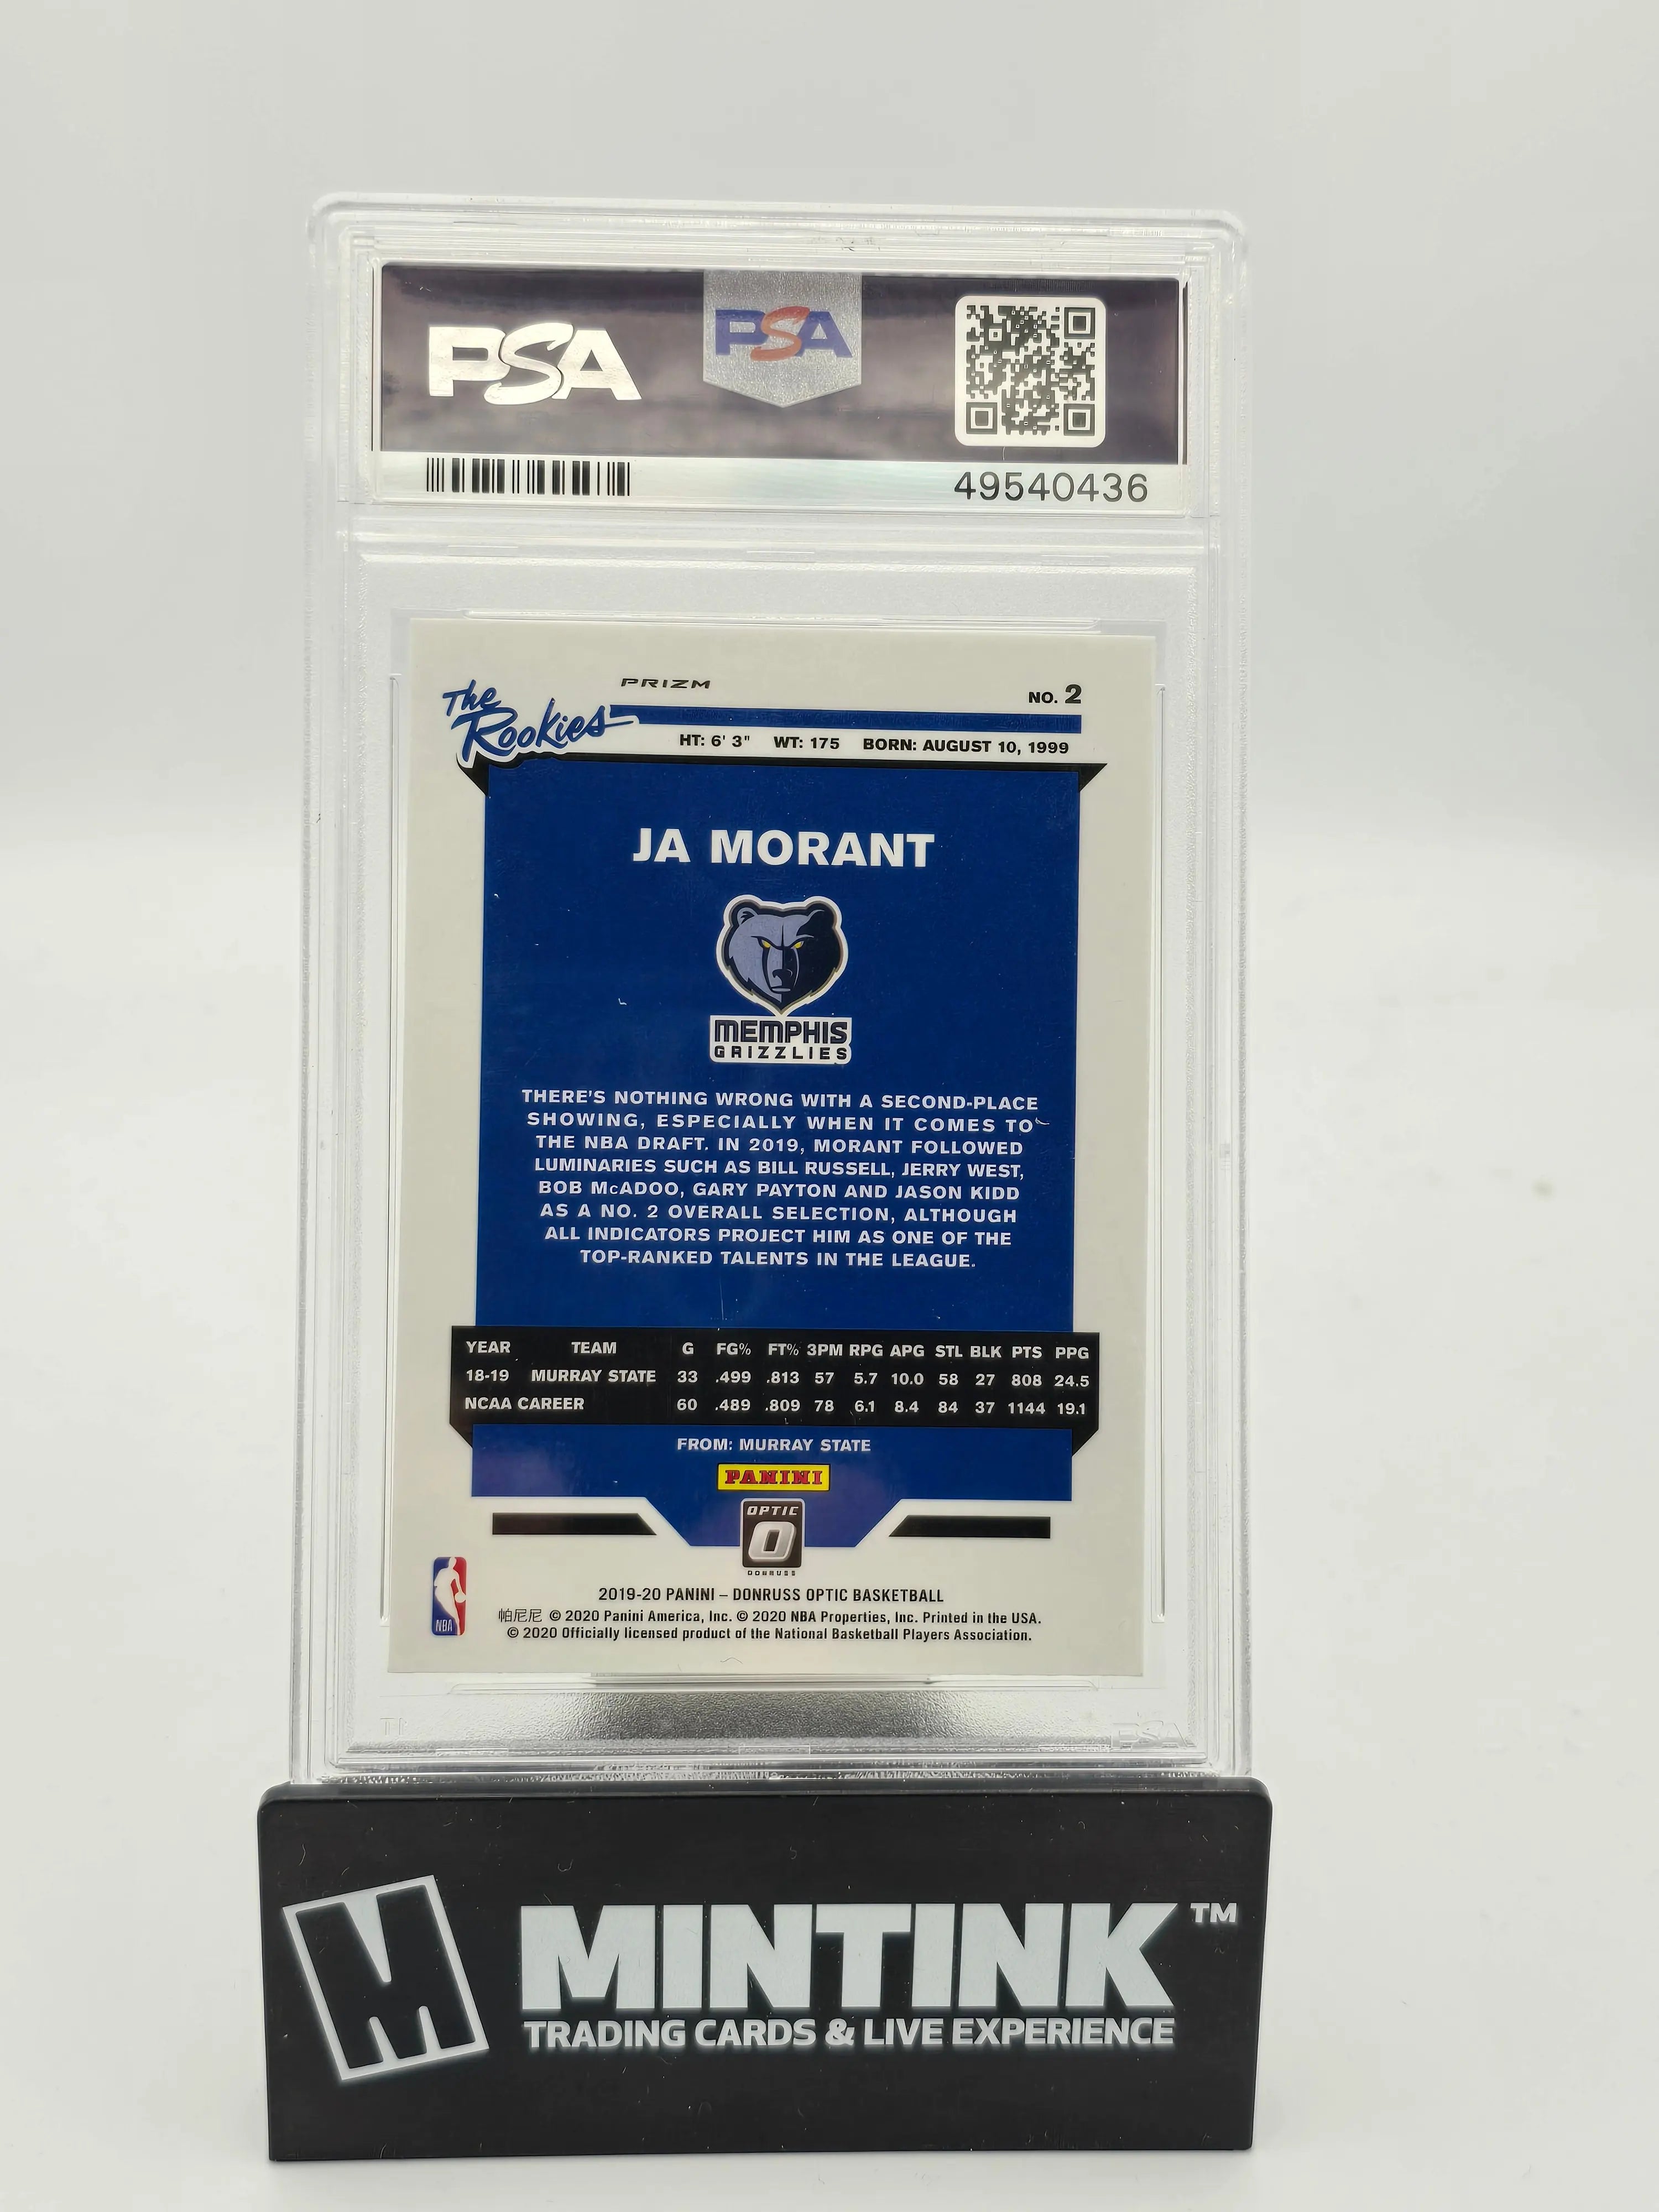 PSA
PSA
49540436
PRIZM
NO. 2
The
Rookies
HT: 6' 3" WT: 175 BORN: AUGUST 10, 1999
JA MORANT
MEMPHIS
GRIZZLIES
THERE'S NOTHING WRONG WITH A SECOND-PLACE
SHOWING, ESPECIALLY WHEN IT COMES TO
THE NBA DRAFT. IN 2019, MORANT FOLLOWED
LUMINARIES SUCH AS BILL RUSSELL, JERRY WEST,
BOB McADOO, GARY PAYTON AND JASON KIDD
AS A NO. 2 OVERALL SELECTION, ALTHOUGH
ALL INDICATORS PROJECT HIM AS ONE OF THE
TOP-RANKED TALENTS IN THE LEAGUE.
YEAR TEAM G FG% FT% 3PM RPG APG STL BLK PTS PPG
18-19 MURRAY STATE 33 .499 .813 57 5.7 10.0 58 27 808 24.5
NCAA CAREER 60 .489 .809 78 6.1 8.4 84 37 1144 19.1
FROM: MURRAY STATE
PANINI
OPTIC
O
DONRUSS
NBA
2019-20 PANINI – DONRUSS OPTIC BASKETBALL
帕尼尼 © 2020 Panini America, Inc. © 2020 NBA Properties, Inc. Printed in the USA.
© 2020 Officially licensed product of the National Basketball Players Association.
PSA
M MINTINK™
TRADING CARDS & LIVE EXPERIENCE